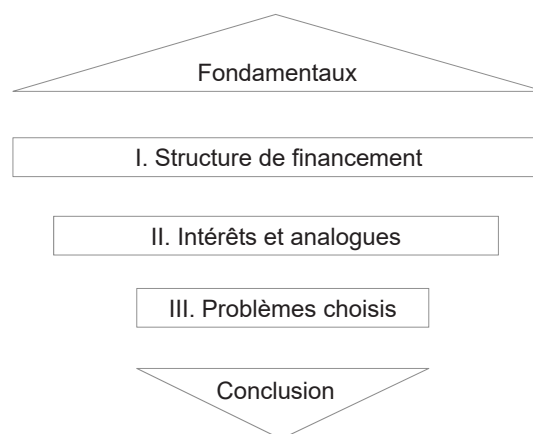 Fondamentaux
I. Structure de financement
II. Intérêts et analogues
III. Problèmes choisis
Conclusion